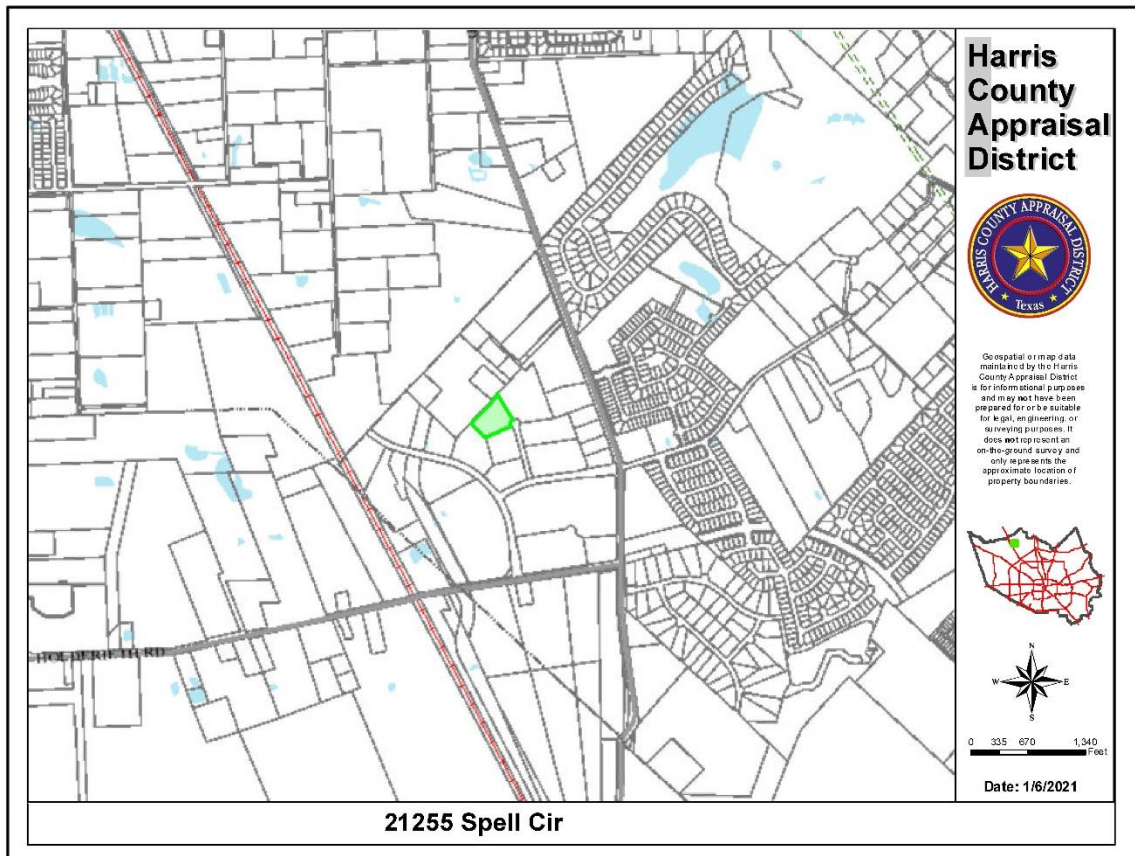 Harris
County
Appraisal
District
HARRIS COUNTY APPRAISAL DISTRICT
Texas
Geospatial or map data
maintained by the Harris
County Appraisal District
is for informational purposes
and may not have been
prepared for or be suitable
for legal, engineering, or
surveying purposes. It
does not represent an
on-the-ground survey and
only represents the
approximate location of
property boundaries.
N
W E
S
0 335 670 1,340
Feet
Date: 1/6/2021
HOLDERIETH RD
21255 Spell Cir